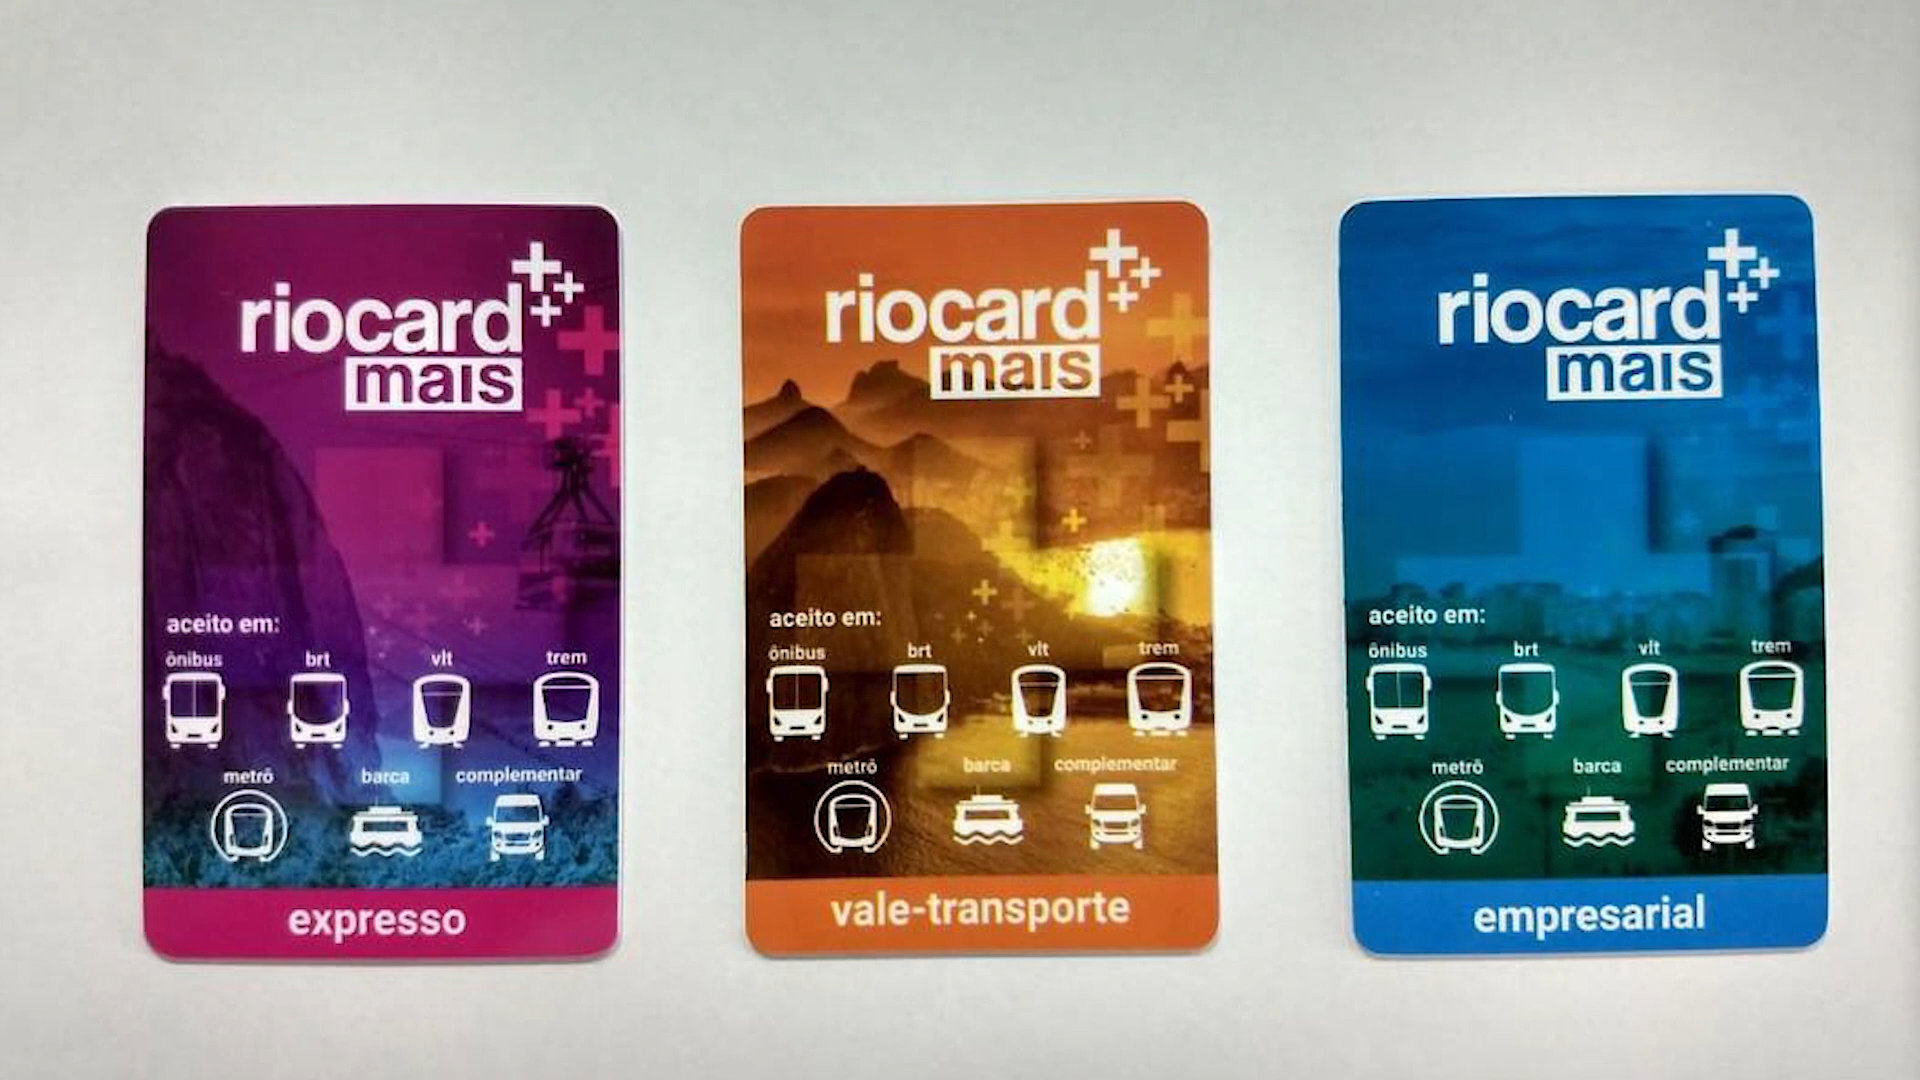 riocard
mais
aceito em:
ônibus brt vlt trem
metrô barca complementar
expresso
riocard
mais
aceito em:
ônibus brt vlt trem
metrô barca complementar
vale-transporte
riocard
mais
aceito em:
ônibus brt vlt trem
metrô barca complementar
empresarial